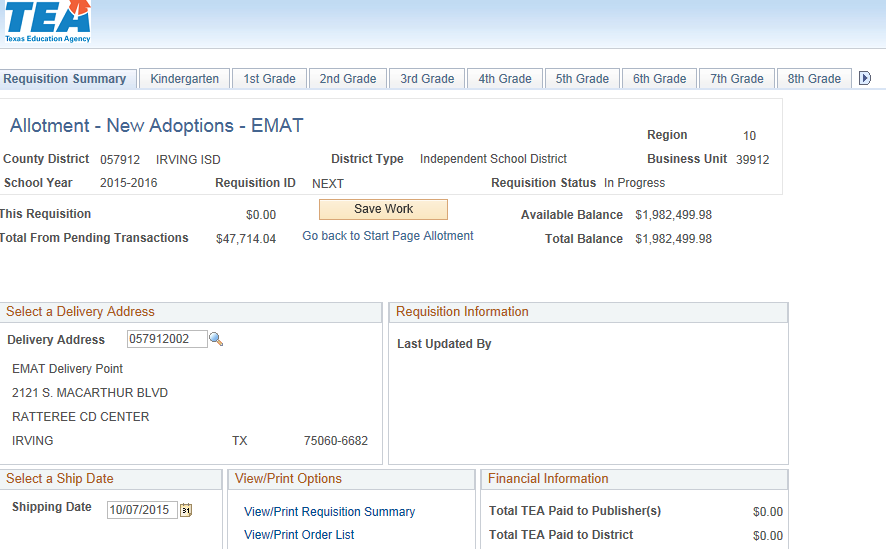 TEA
Texas Education Agency
Requisition Summary Kindergarten 1st Grade 2nd Grade 3rd Grade 4th Grade 5th Grade 6th Grade 7th Grade 8th Grade
Allotment - New Adoptions - EMAT
Region 10
County District 057912 IRVING ISD District Type Independent School District Business Unit 39912
School Year 2015-2016 Requisition ID NEXT Requisition Status In Progress
This Requisition $0.00 Save Work Available Balance $1,982,499.98
Total From Pending Transactions $47,714.04 Go back to Start Page Allotment Total Balance $1,982,499.98
Select a Delivery Address
Delivery Address 057912002
EMAT Delivery Point
2121 S. MACARTHUR BLVD
RATTEREE CD CENTER
IRVING TX 75060-6682
Requisition Information
Last Updated By
Select a Ship Date
Shipping Date 10/07/2015 31
View/Print Options
View/Print Requisition Summary
View/Print Order List
Financial Information
Total TEA Paid to Publisher(s) $0.00
Total TEA Paid to District $0.00